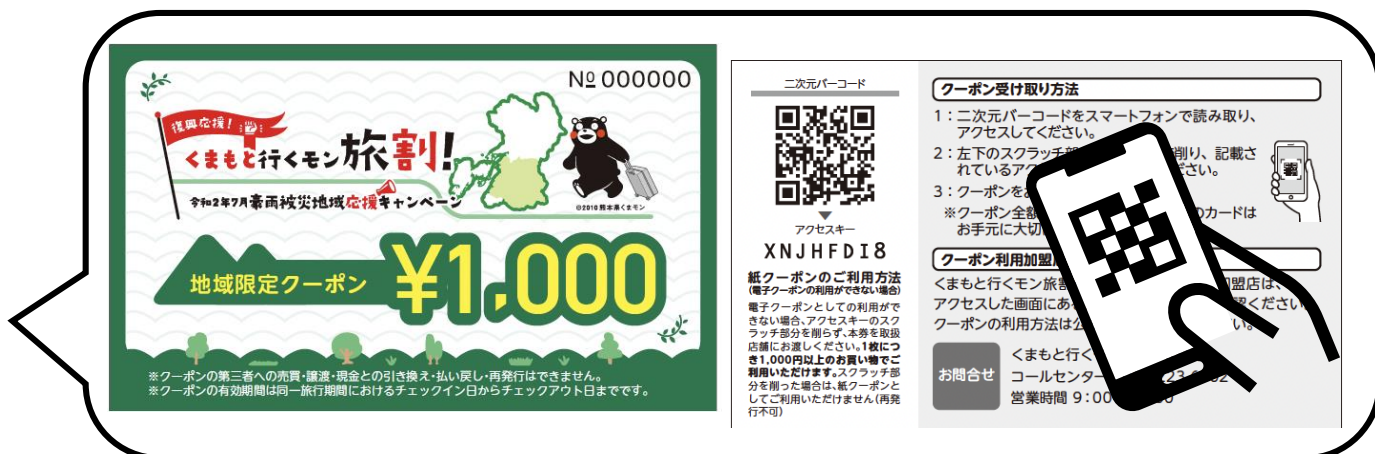 № 000000
復興応援!
くまもと行くモン旅割!
令和2年7月豪雨被災地域応援キャンペーン
©2010熊本県くまモン
地域限定クーポン ¥1,000
※クーポンの第三者への売買・譲渡・現金との引き換え・払い戻し・再発行はできません。
※クーポンの有効期間は同一旅行期間におけるチェックイン日からチェックアウト日までです。
二次元バーコード
アクセスキー
XNJHFDI8
紙クーポンのご利用方法
(電子クーポンの利用ができない場合)
電子クーポンとしての利用がで
きない場合、アクセスキーのスク
ラッチ部分を削らず、本券を取扱
店舗にお渡しください。1枚につ
き1,000円以上のお買い物でご
利用いただけます。スクラッチ部
分を削った場合は、紙クーポンと
してご利用いただけません(再発
行不可)
クーポン受け取り方法
1:二次元バーコードをスマートフォンで読み取り、
アクセスしてください。
2:左下のスクラッチ部 削り、記載さ
れているア ださい。
3:クーポンを
※クーポン全額 のカードは
お手元に大切
クーポン利用加盟
くまもと行くモン旅割 加盟店は、
アクセスした画面にあ ください。
クーポンの利用方法は公 い。
お問合せ
くまもと行く
コールセンター
営業時間 9:00